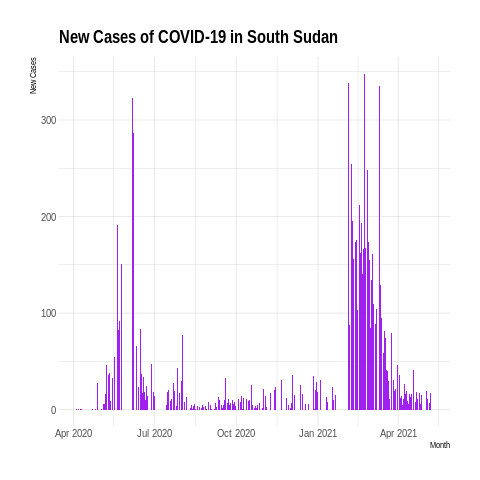 New Cases of COVID-19 in South Sudan
New Cases
300
200
100
0
Apr 2020 Jul 2020 Oct 2020 Jan 2021 Apr 2021
Month